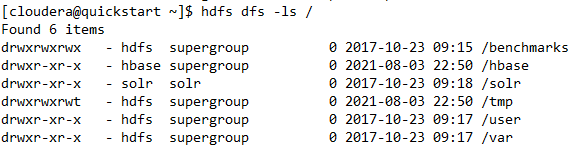 [cloudera@quickstart ~]$ hdfs dfs -ls /
Found 6 items
drwxrwxrwx   - hdfs  supergroup          0 2017-10-23 09:15 /benchmarks
drwxr-xr-x   - hbase supergroup          0 2021-08-03 22:50 /hbase
drwxr-xr-x   - solr  solr                0 2017-10-23 09:18 /solr
drwxrwxrwt   - hdfs  supergroup          0 2021-08-03 22:50 /tmp
drwxr-xr-x   - hdfs  supergroup          0 2017-10-23 09:17 /user
drwxr-xr-x   - hdfs  supergroup          0 2017-10-23 09:17 /var